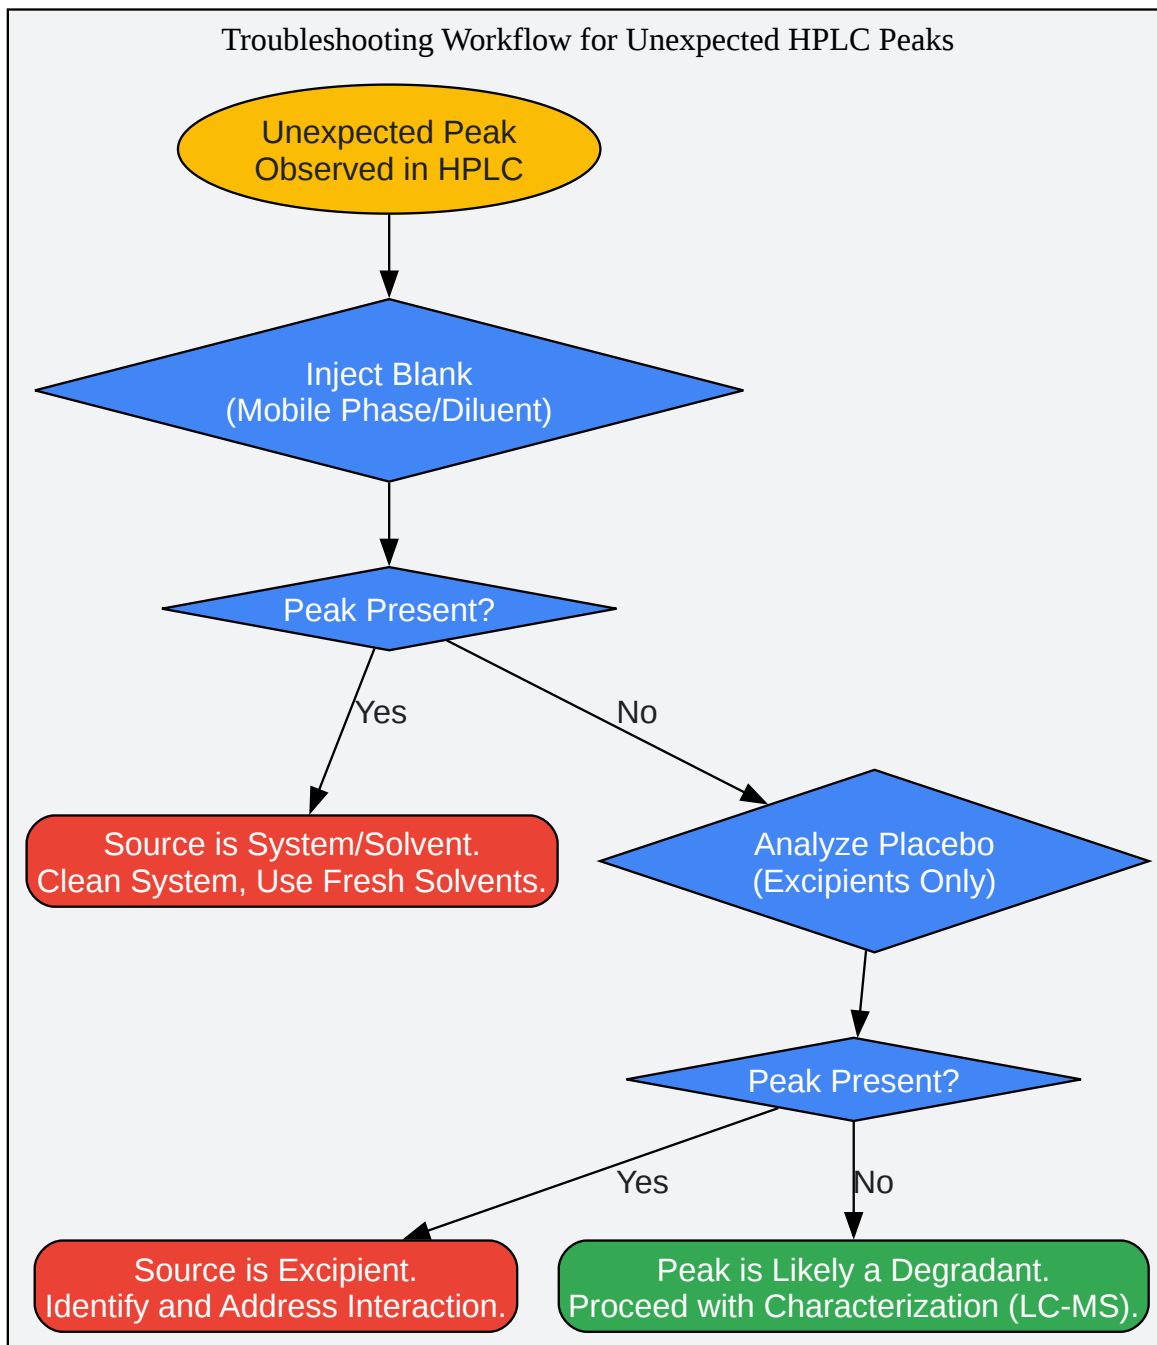 Troubleshooting Workflow for Unexpected HPLC Peaks
Unexpected Peak
Observed in HPLC
Inject Blank
(Mobile Phase/Diluent)
Peak Present?
Yes
No
Source is System/Solvent.
Clean System, Use Fresh Solvents.
Analyze Placebo
(Excipients Only)
Peak Present?
Yes
No
Source is Excipient.
Identify and Address Interaction.
Peak is Likely a Degradant.
Proceed with Characterization (LC-MS).